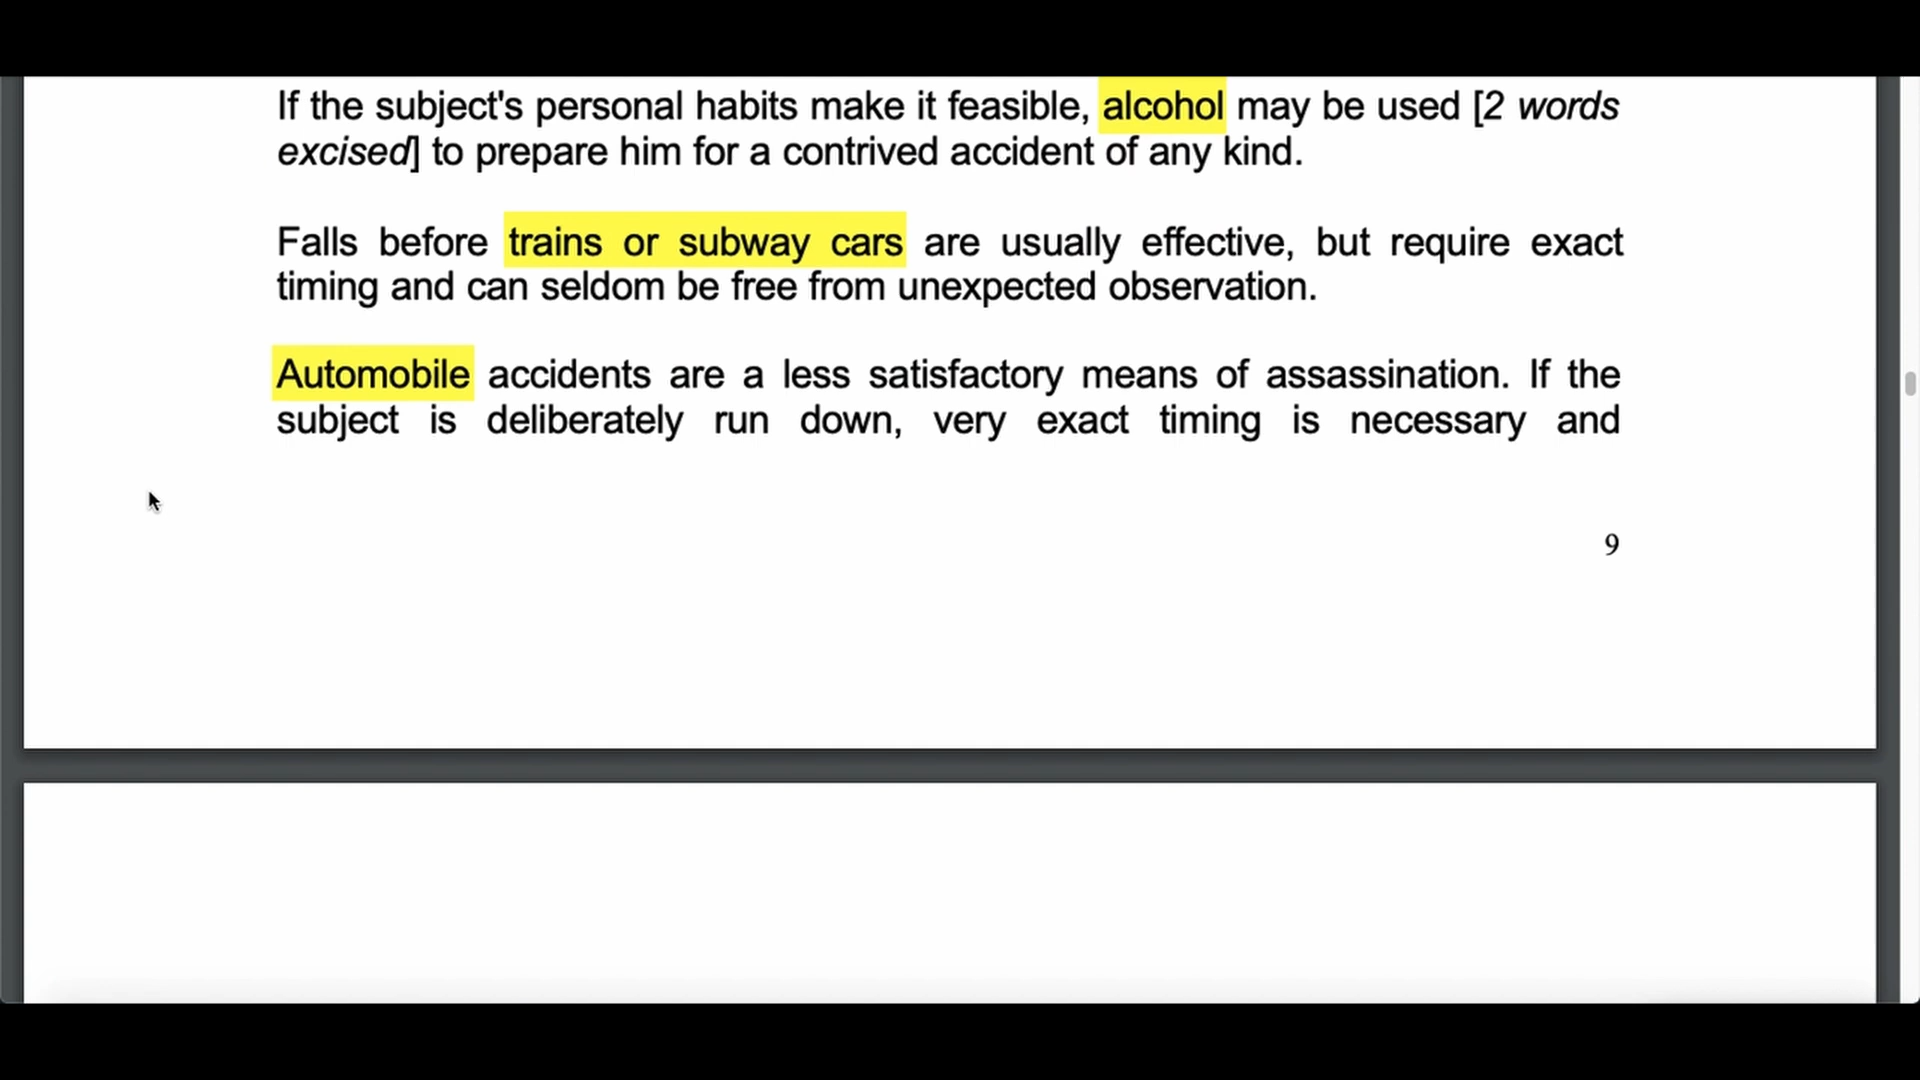 If the subject's personal habits make it feasible, alcohol may be used [2 words
excised] to prepare him for a contrived accident of any kind.
Falls before trains or subway cars are usually effective, but require exact
timing and can seldom be free from unexpected observation.
Automobile accidents are a less satisfactory means of assassination. If the
subject is deliberately run down, very exact timing is necessary and
9